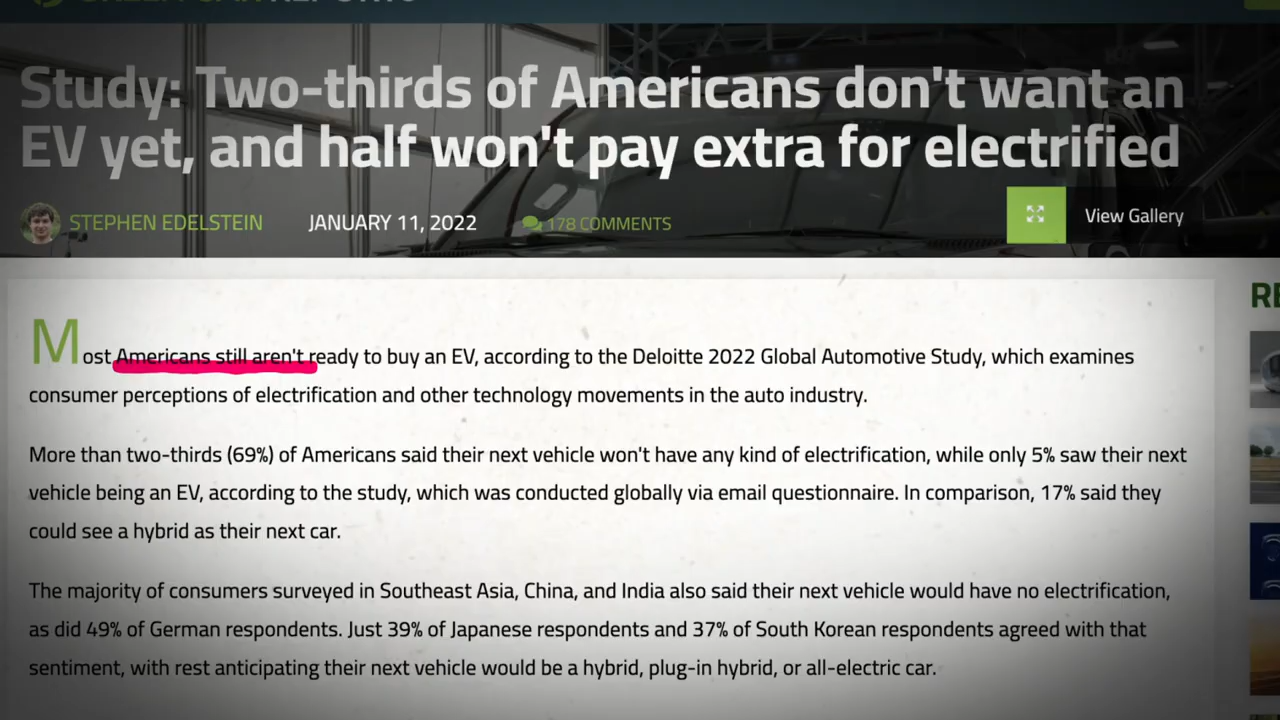 Study: Two-thirds of Americans don't want an
EV yet, and half won't pay extra for electrified
STEPHEN EDELSTEIN JANUARY 11, 2022 178 COMMENTS View Gallery
Most Americans still aren't ready to buy an EV, according to the Deloitte 2022 Global Automotive Study, which examines
consumer perceptions of electrification and other technology movements in the auto industry.
More than two-thirds (69%) of Americans said their next vehicle won't have any kind of electrification, while only 5% saw their next
vehicle being an EV, according to the study, which was conducted globally via email questionnaire. In comparison, 17% said they
could see a hybrid as their next car.
The majority of consumers surveyed in Southeast Asia, China, and India also said their next vehicle would have no electrification,
as did 49% of German respondents. Just 39% of Japanese respondents and 37% of South Korean respondents agreed with that
sentiment, with rest anticipating their next vehicle would be a hybrid, plug-in hybrid, or all-electric car.